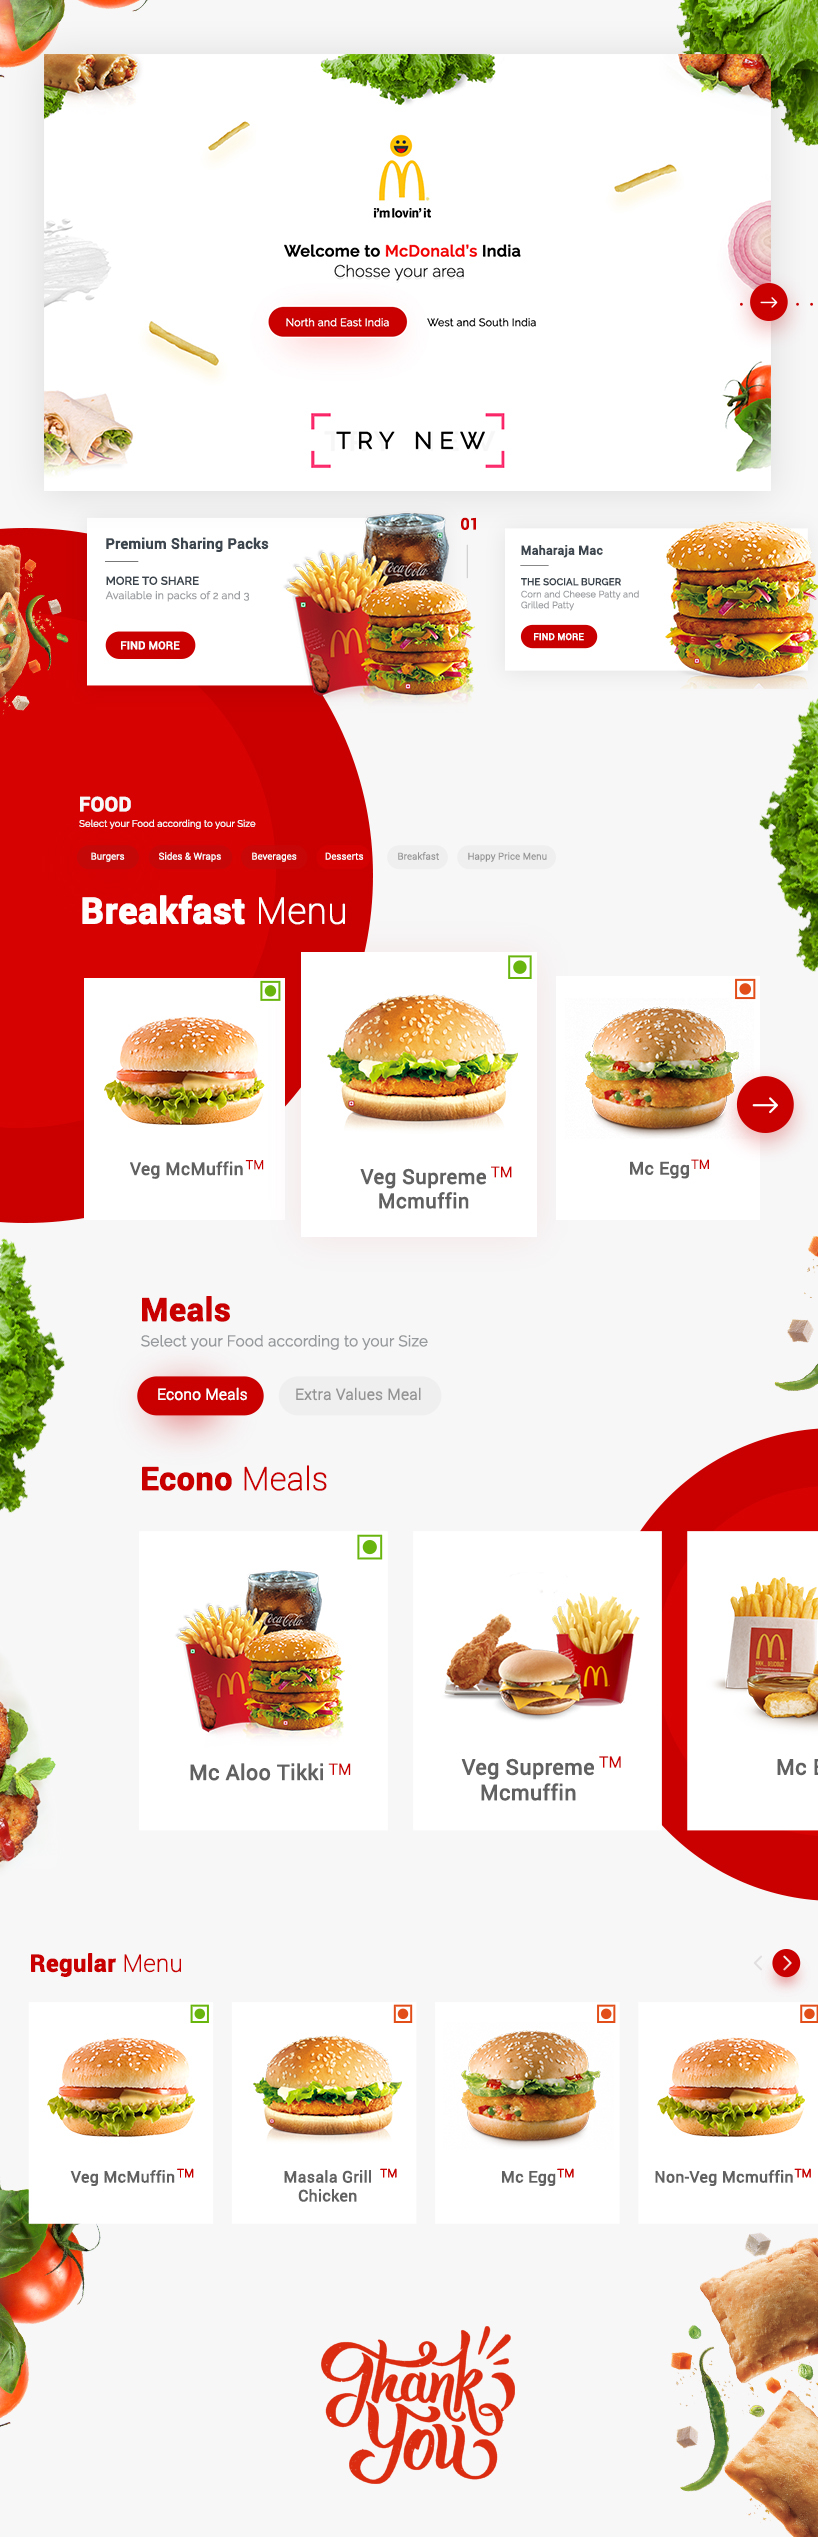 i'm lovin' it
Welcome to McDonald's India
Chosse your area
North and East India
West and South India
TRY NEW
Premium Sharing Packs
MORE TO SHARE
Available in packs of 2 and 3
FIND MORE
Coca-Cola
01
Maharaja Mac
THE SOCIAL BURGER
Corn and Cheese Patty and
Grilled Patty
FIND MORE
FOOD
Select your Food according to your Size
Burgers
Sides & Wraps
Beverages
Desserts
Breakfast
Happy Price Menu
Breakfast Menu
Veg McMuffin TM
Veg Supreme TM
Mcmuffin
Mc Egg TM
Meals
Select your Food according to your Size
Econo Meals
Extra Values Meal
Econo Meals
Coca-Cola
Mc Aloo Tikki TM
Veg Supreme TM
Mcmuffin
Mc E
Regular Menu
Veg McMuffin TM
Masala Grill TM
Chicken
Mc Egg TM
Non-Veg Mcmuffin TM
Thank
You